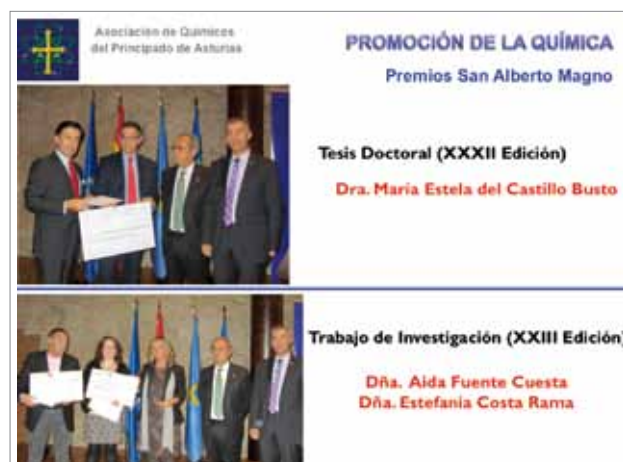 Asociación de Químicos
del Principado de Asturias
PROMOCIÓN DE LA QUÍMICA
Premios San Alberto Magno
Tesis Doctoral (XXXII Edición)
Dra. María Estela del Castillo Busto
Trabajo de Investigación (XXIII Edición)
Dña. Aida Fuente Cuesta
Dña. Estefanía Costa Rama